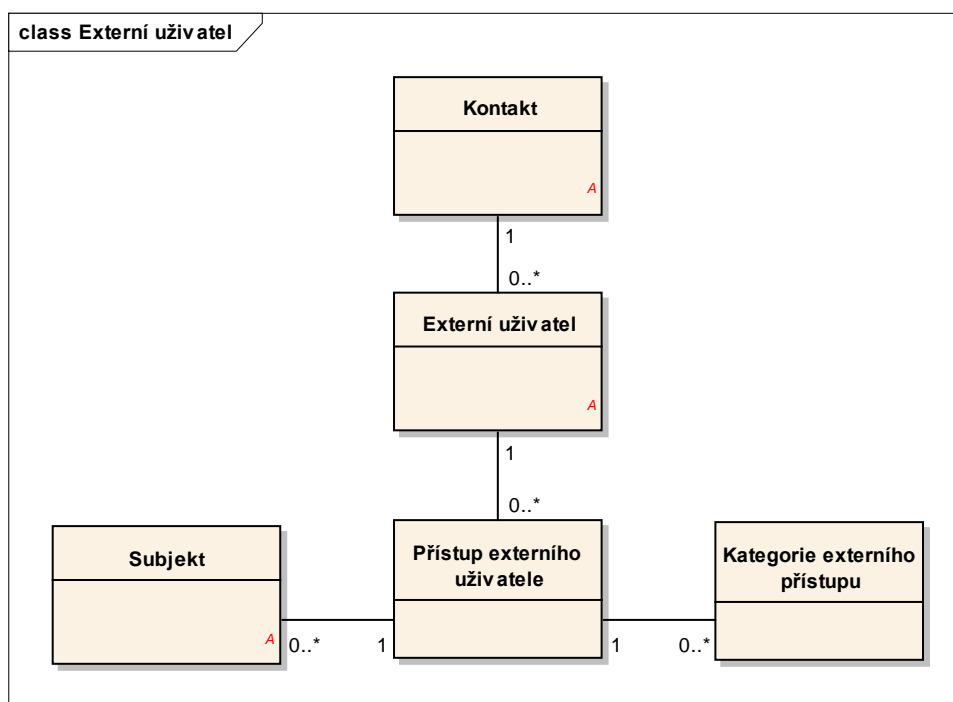 class Externí uživatel
Kontakt
A
1
0..*
Externí uživatel
A
1
0..*
Subjekt
A
0..*
1
Přístup externího
uživatele
1
0..*
Kategorie externího
přístupu